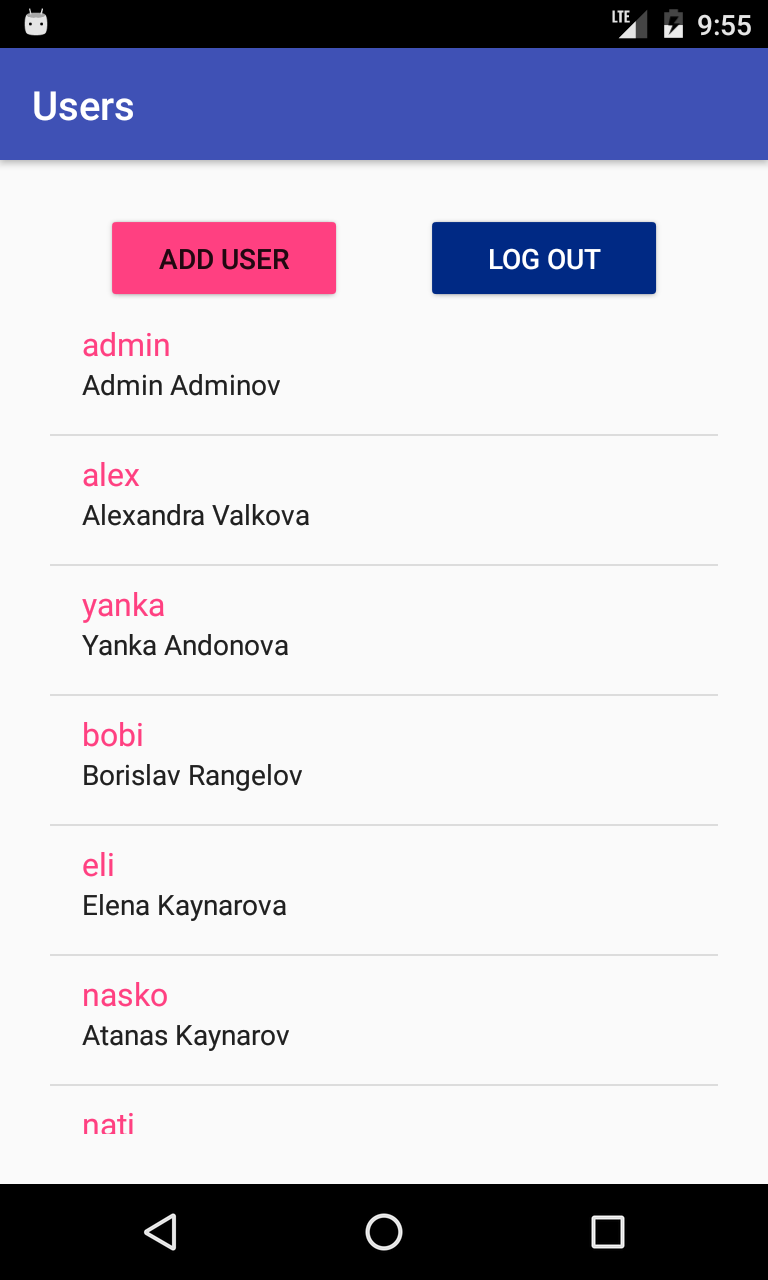 LTE 9:55
Users
ADD USER LOG OUT
admin
Admin Adminov
alex
Alexandra Valkova
yanka
Yanka Andonova
bobi
Borislav Rangelov
eli
Elena Kaynarova
nasko
Atanas Kaynarov
nati